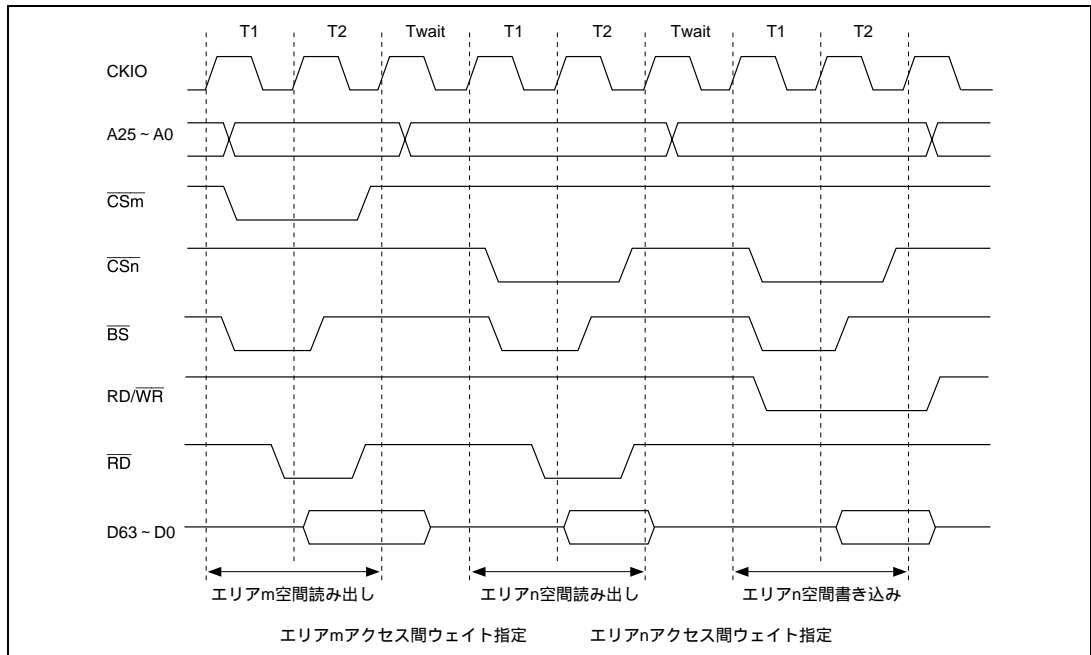 T1 T2 Twait T1 T2 Twait T1 T2
CKIO
A25 ~ A0
CSm
CSn
BS
RD/WR
RD
D63 ~ D0
エリアm空間読み出し エリアn空間読み出し エリアn空間書き込み
エリアmアクセス間ウェイト指定 エリアnアクセス間ウェイト指定